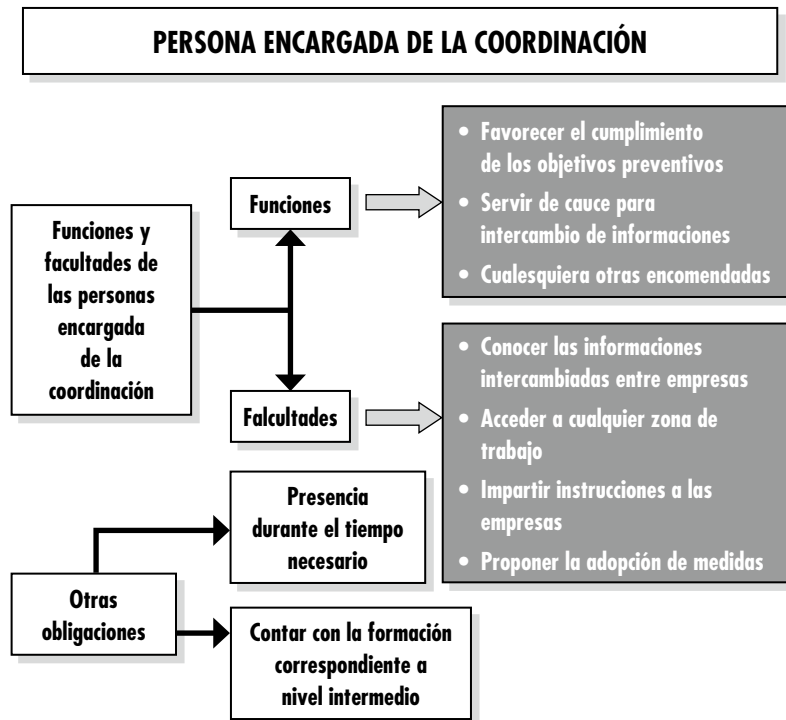 PERSONA ENCARGADA DE LA COORDINACIÓN
Funciones y
facultades de
las personas
encargada
de la
coordinación
Funciones
• Favorecer el cumplimiento
de los objetivos preventivos
• Servir de cauce para
intercambio de informaciones
• Cualesquiera otras encomendadas
Falcultades
• Conocer las informaciones
intercambiadas entre empresas
• Acceder a cualquier zona de
trabajo
• Impartir instrucciones a las
empresas
• Proponer la adopción de medidas
Otras
obligaciones
Presencia
durante el tiempo
necesario
Contar con la formación
correspondiente a
nivel intermedio